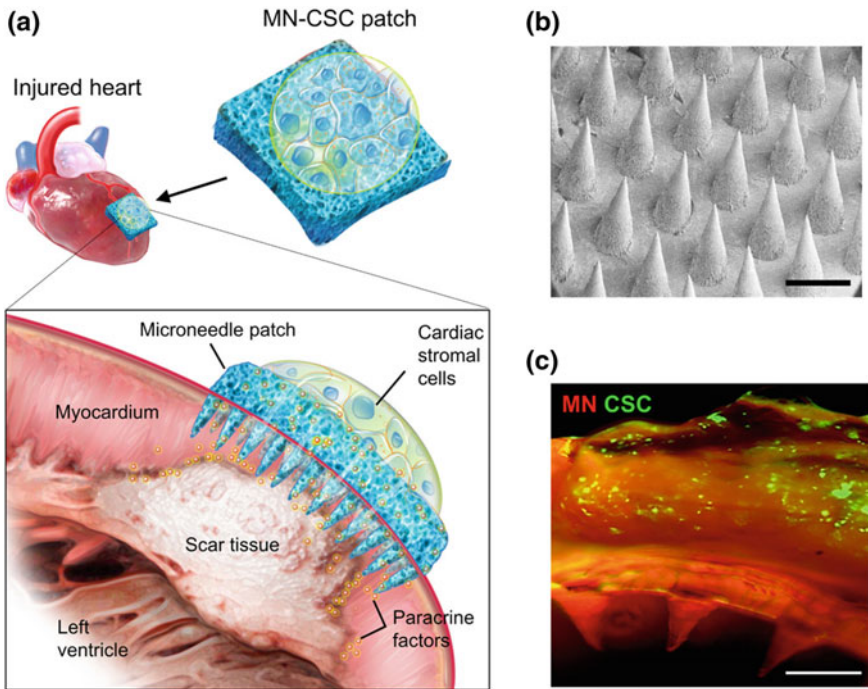 (a)
MN-CSC patch
Injured heart
Microneedle patch
Cardiac
stromal
cells
Myocardium
Scar tissue
Left
ventricle
Paracrine
factors
(b)
(c)
MN CSC